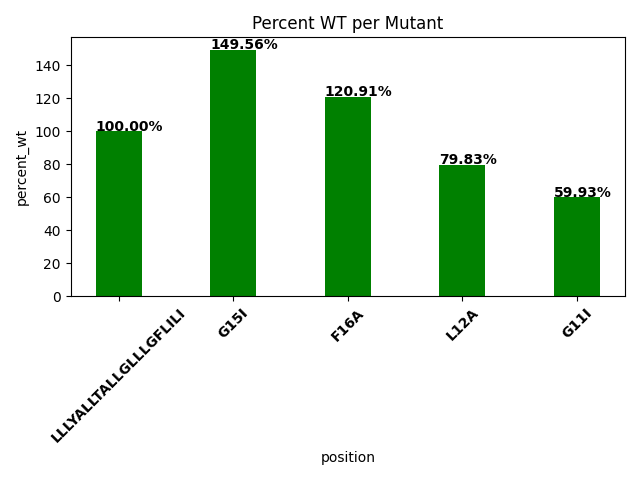 Percent WT per Mutant
percent_wt
140
120
100
80
60
40
20
0
100.00%
149.56%
120.91%
79.83%
59.93%
LLLYALLTALLGLLLGFLILI
G15I
F16A
L12A
G11I
position